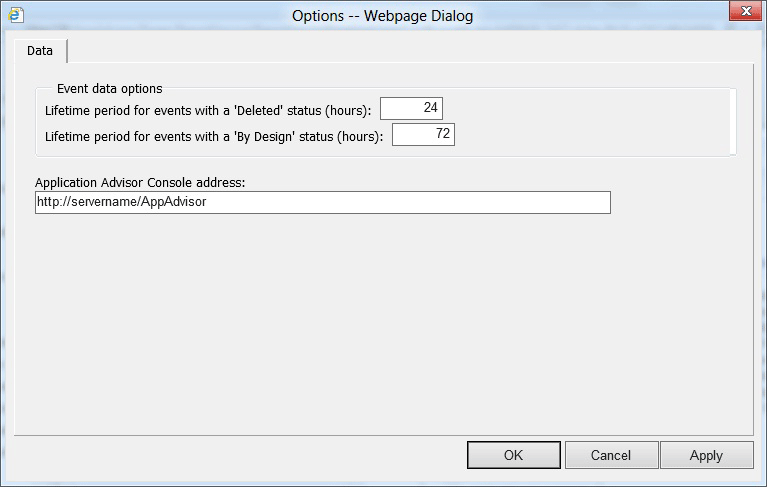 Options -- Webpage Dialog
Data
Event data options
Lifetime period for events with a 'Deleted' status (hours): 24
Lifetime period for events with a 'By Design' status (hours): 72
Application Advisor Console address:
http://servername/AppAdvisor
OK Cancel Apply